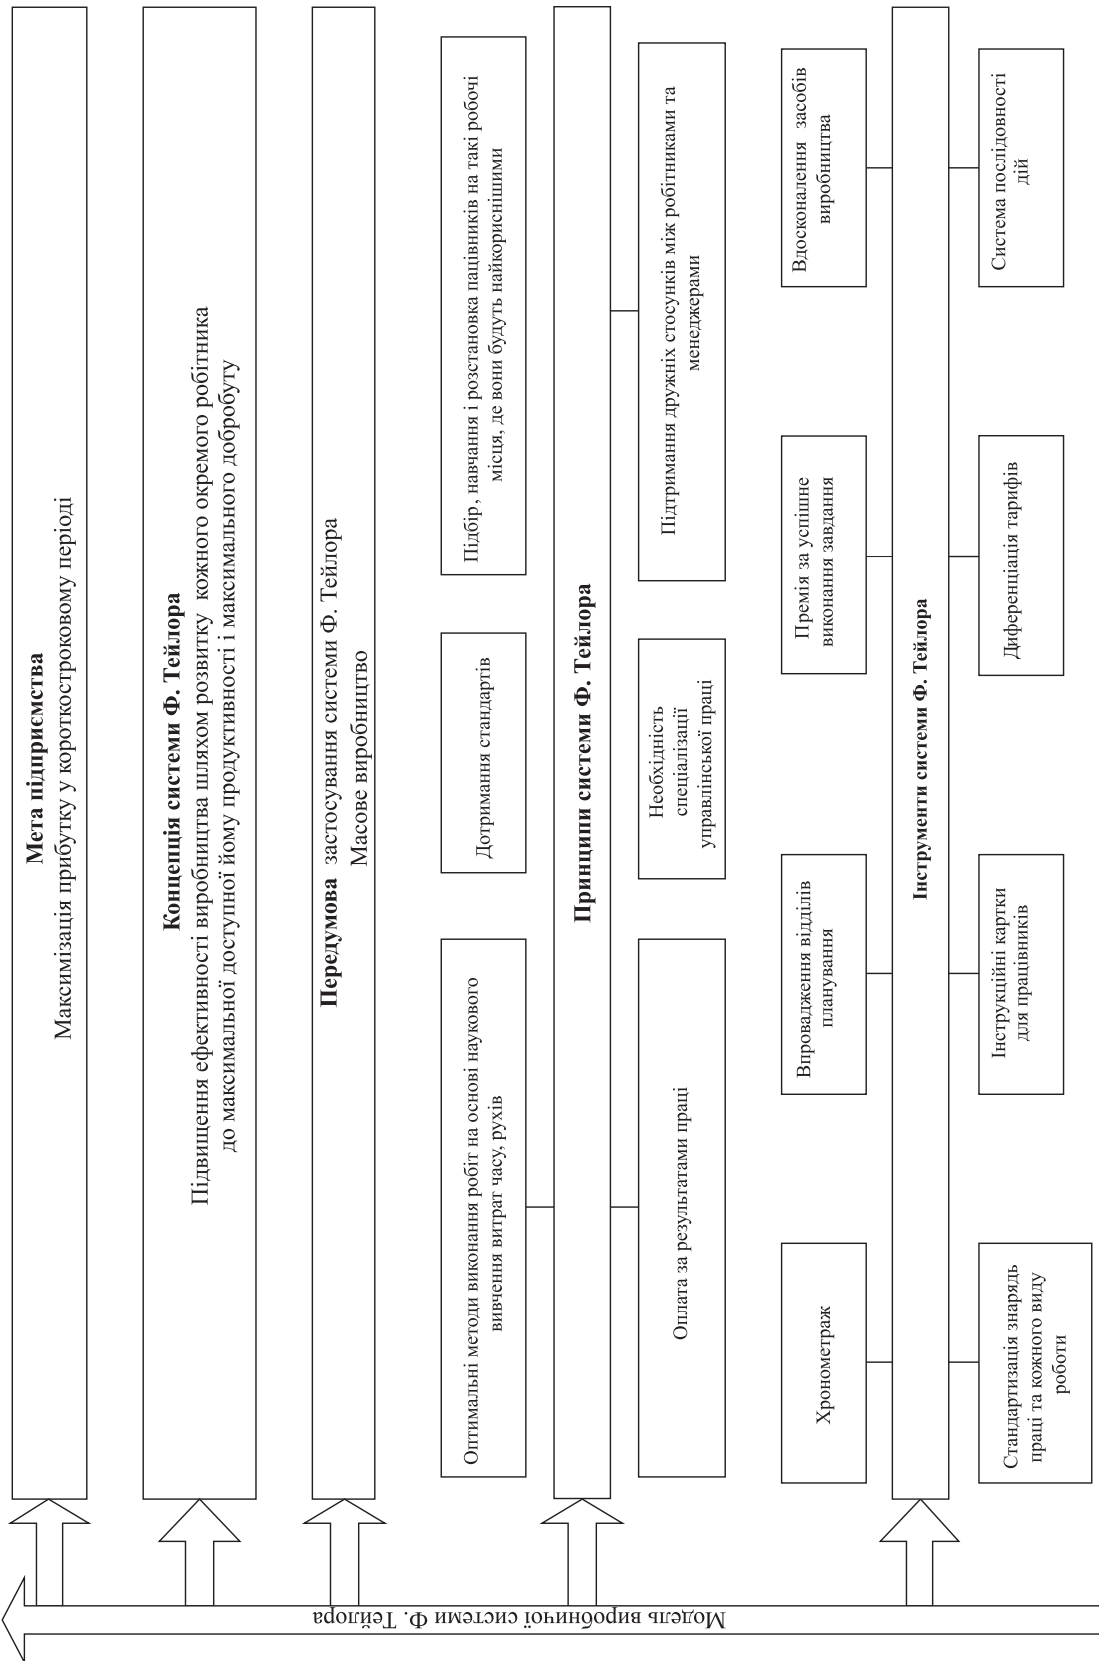 Модель виробничої системи Ф. Тейлора
Мета підприємства
Максимізація прибутку у короткостроковому періоді
Концепція системи Ф. Тейлора
Підвищення ефективності виробництва шляхом розвитку кожного окремого робітника
до максимальної доступної йому продуктивності і максимального добробуту
Передумова застосування системи Ф. Тейлора
Масове виробництво
Оптимальні методи виконання робіт на основі наукового
вивчення витрат часу, рухів
Дотримання стандартів
Підбір, навчання і розстановка паців­ників на такі робочі
місця, де вони будуть найкориснішими
Принципи системи Ф. Тейлора
Оплата за результатами праці
Необхідність
спеціалізації
управлінської праці
Підтримання дружніх стосунків між робітниками та
менеджерами
Хронометраж
Впровадження відділів
планування
Премія за успішне
виконання завдання
Вдосконалення засобів
виробництва
Інструменти системи Ф. Тейлора
Стандартизація знарядь
праці та кожного виду
роботи
Інструкційні картки
для працівників
Диференціація тарифів
Система послідовності
дій